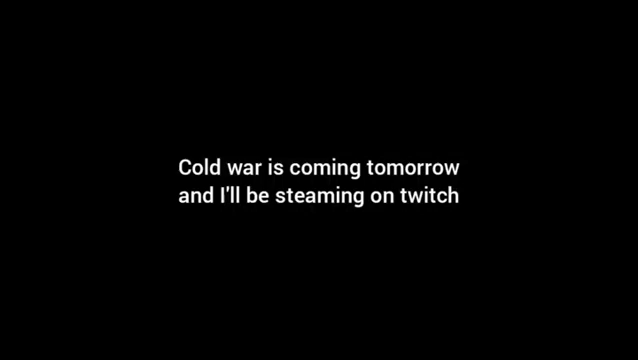 Cold war is coming tomorrow
and I'll be steaming on twitch